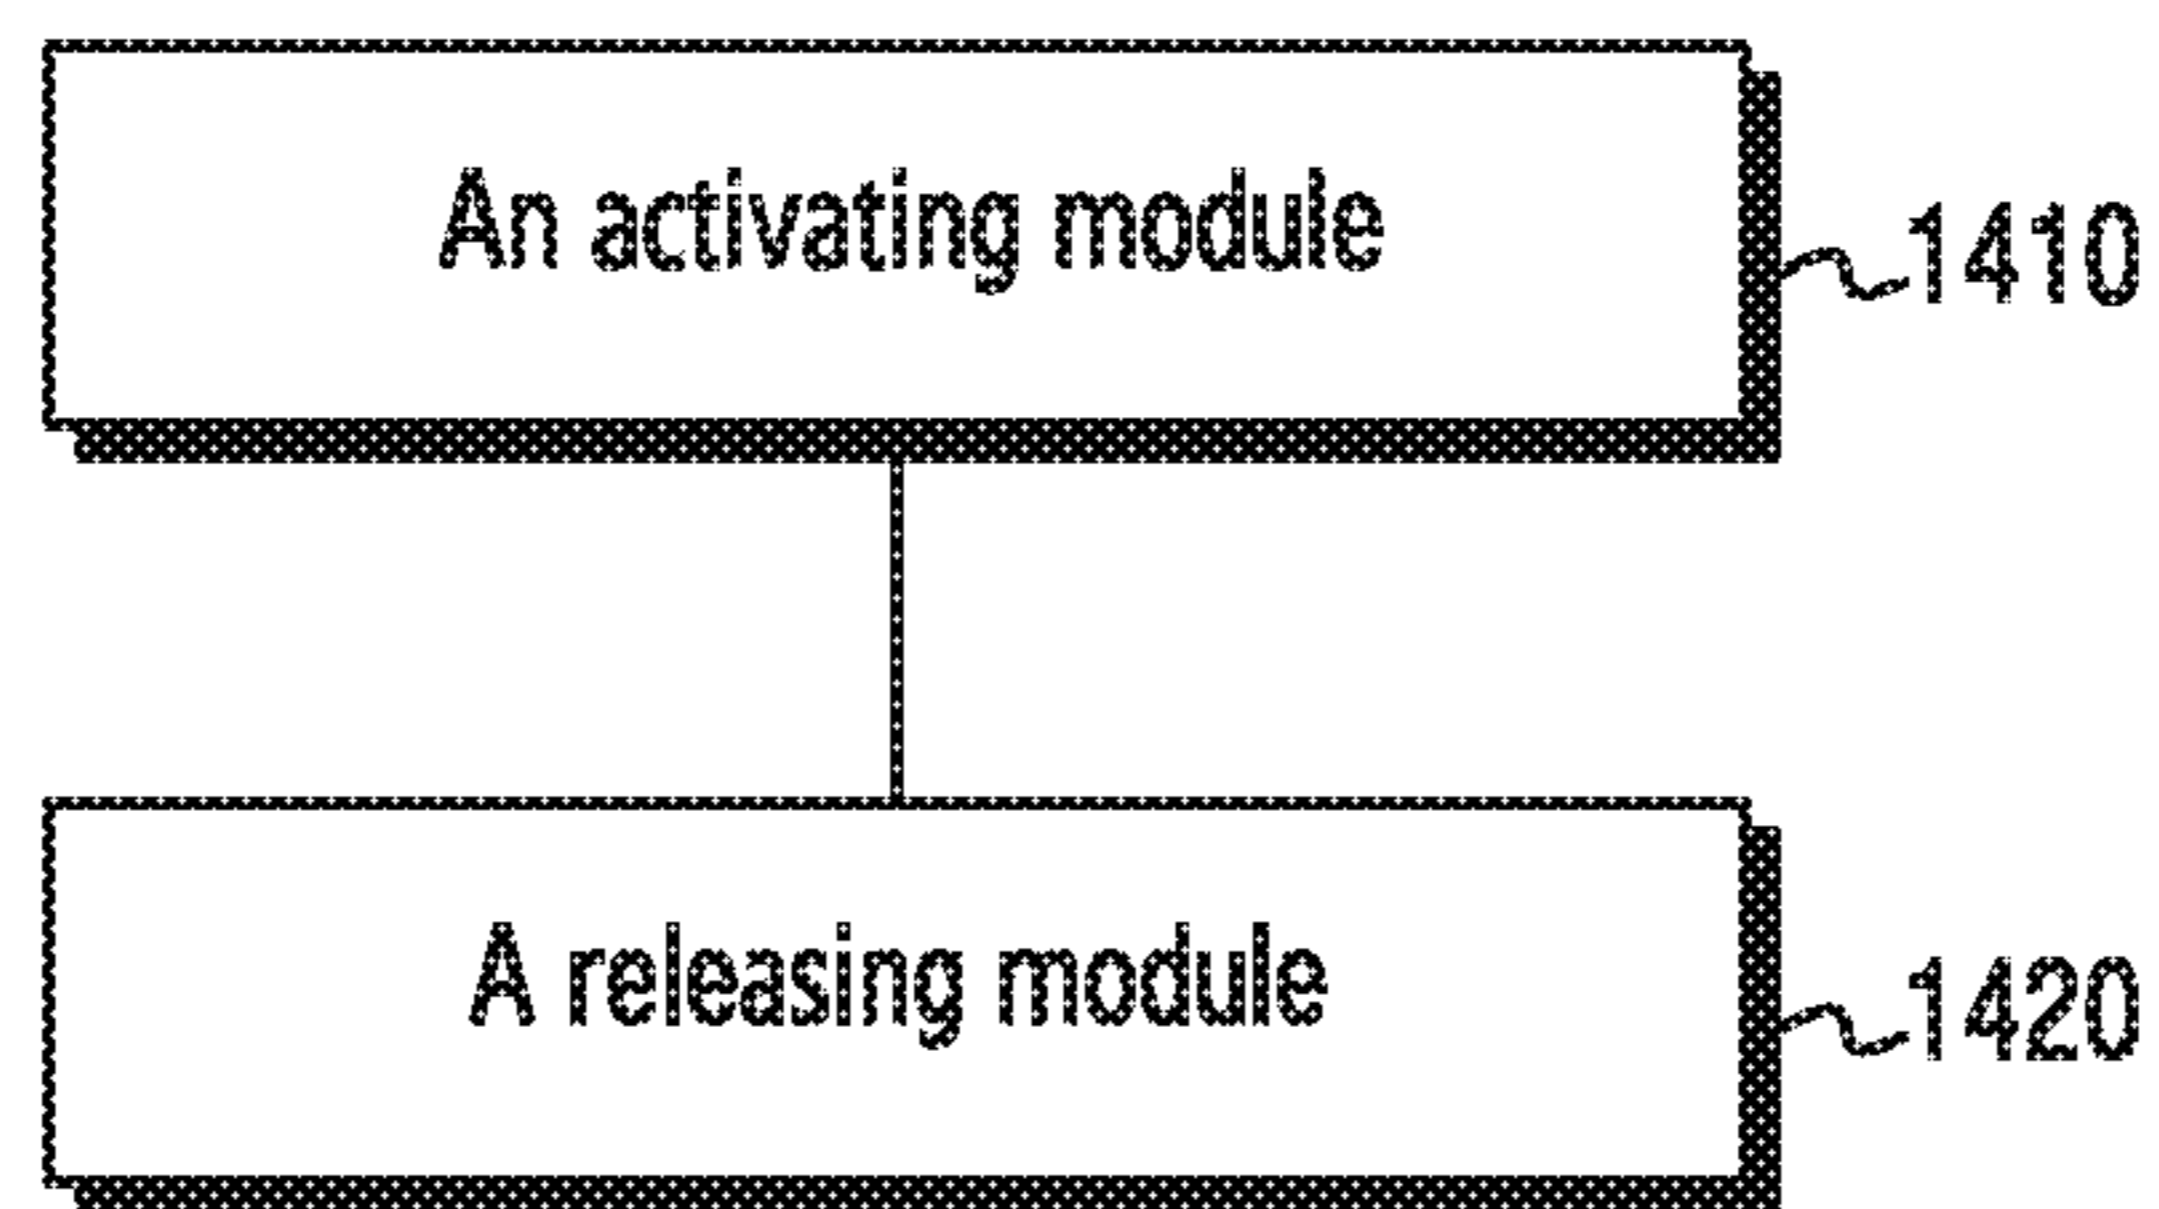 An activating module
1410
A releasing module
1420